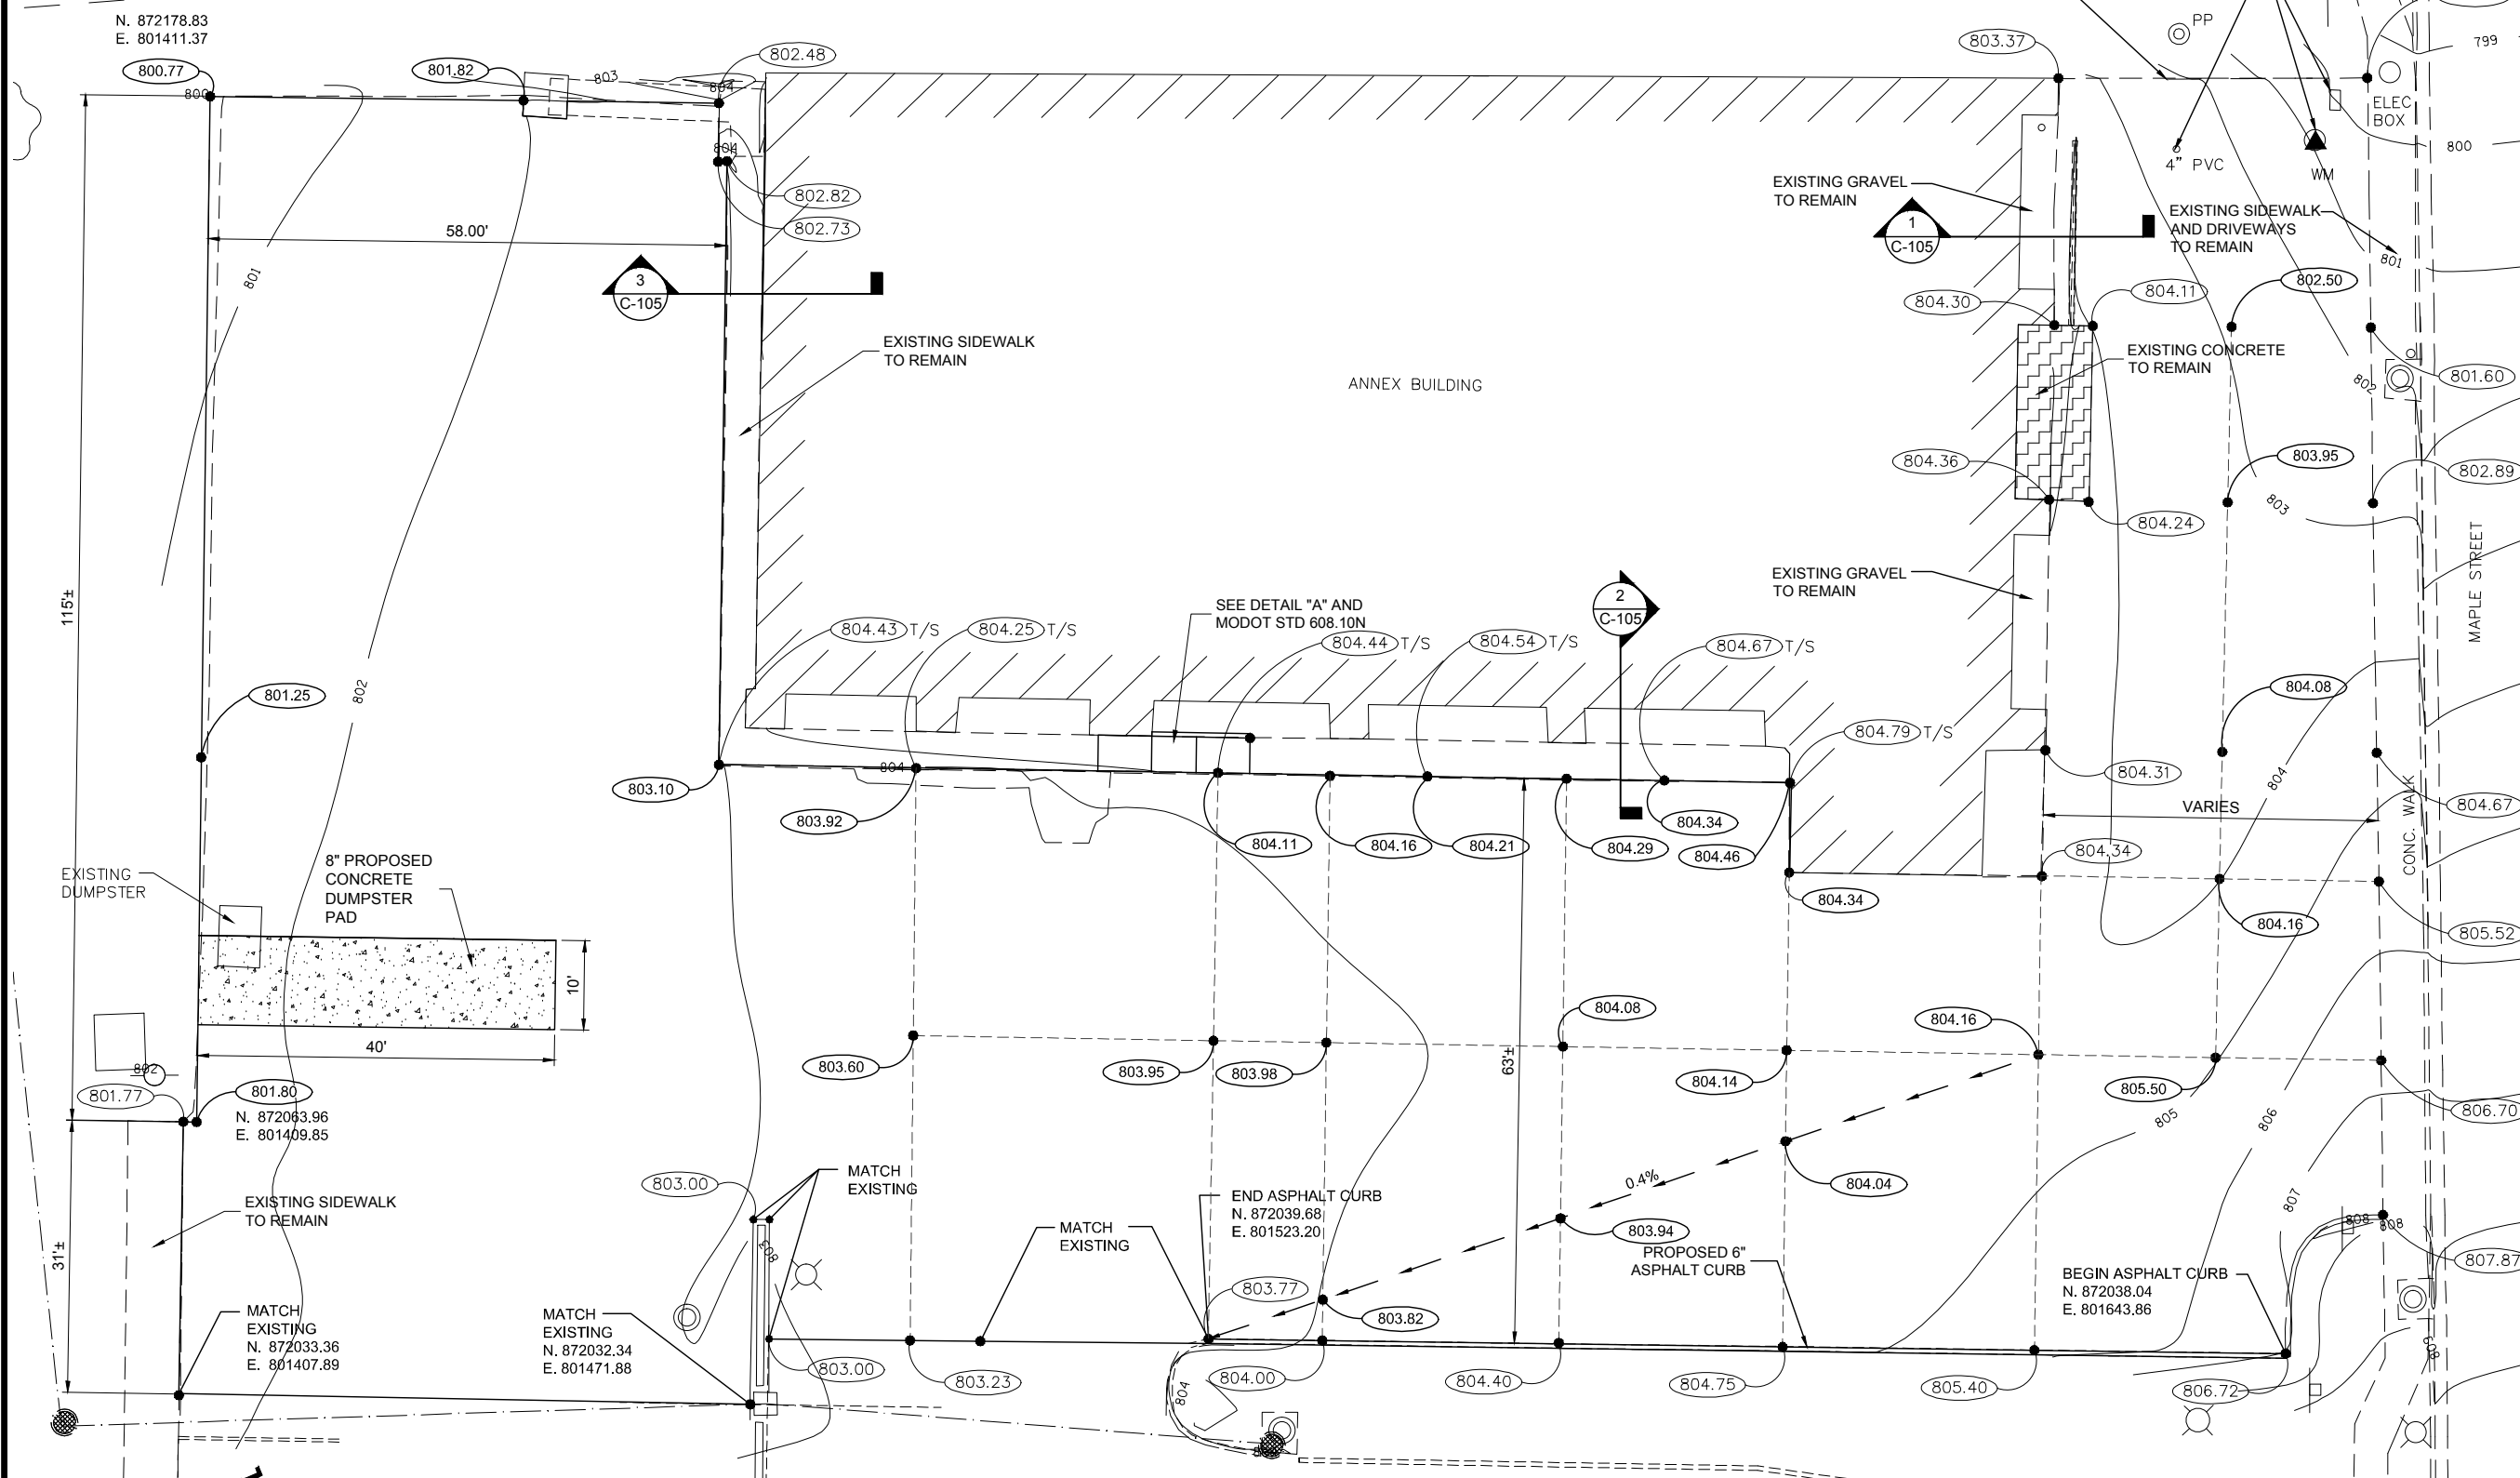 N. 872178.83
E. 801411.37
800.77
801.82
802.48
803.37
PP
799
800
803
804
ELEC
BOX
800
4" PVC
WM
804
802.82
802.73
58.00'
3
C-105
801
EXISTING GRAVEL
TO REMAIN
1
C-105
EXISTING SIDEWALK
AND DRIVEWAYS
TO REMAIN
801
802.50
804.30
804.11
EXISTING SIDEWALK
TO REMAIN
EXISTING CONCRETE
TO REMAIN
ANNEX BUILDING
802
801.60
804.36
803.95
802.89
803
804.24
MAPLE STREET
115'±
EXISTING GRAVEL
TO REMAIN
2
C-105
SEE DETAIL "A" AND
MODOT STD 608.10N
804.43 T/S
804.25 T/S
804.44 T/S
804.54 T/S
804.67 T/S
801.25
802
804.08
804.79 T/S
804
804.31
804
803.10
803.92
804.11
804.16
804.21
804.29
804.34
804.46
VARIES
804.67
CONC. WALK
804.34
EXISTING
DUMPSTER
8" PROPOSED
CONCRETE
DUMPSTER
PAD
804.34
804.16
805.52
10'
40'
804.08
804.16
63'±
803.60
803.95
803.98
804.14
805.50
802
801.77
801.80
N. 872063.96
E. 801409.85
806.70
805
806
MATCH
EXISTING
803.00
0.4%
804.04
EXISTING SIDEWALK
TO REMAIN
31'±
END ASPHALT CURB
N. 872039.68
E. 801523.20
MATCH
EXISTING
803.94
807
808
808
803
PROPOSED 6"
ASPHALT CURB
807.87
BEGIN ASPHALT CURB
N. 872038.04
E. 801643.86
803.77
803.82
MATCH
EXISTING
N. 872033.36
E. 801407.89
MATCH
EXISTING
N. 872032.34
E. 801471.88
803.00
803.23
804.00
804.40
804.75
805.40
806.72
804
808